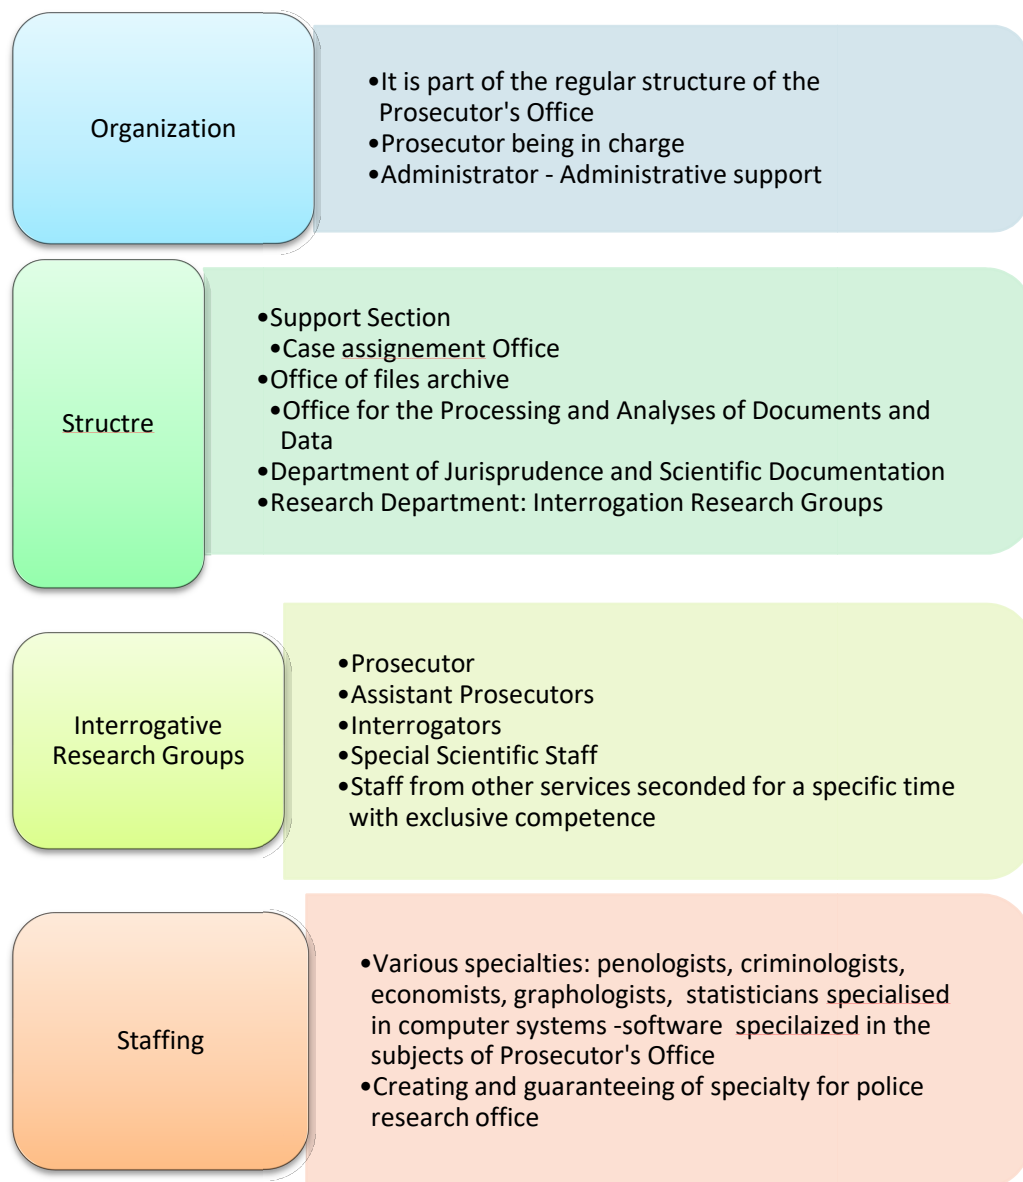 Organization
•It is part of the regular structure of the
Prosecutor's Office
•Prosecutor being in charge
•Administrator - Administrative support
Structre
•Support Section
•Case assignement Office
•Office of files archive
•Office for the Processing and Analyses of Documents and
Data
•Department of Jurisprudence and Scientific Documentation
•Research Department: Interrogation Research Groups
Interrogative
Research Groups
•Prosecutor
•Assistant Prosecutors
•Interrogators
•Special Scientific Staff
•Staff from other services seconded for a specific time
with exclusive competence
Staffing
•Various specialties: penologists, criminologists,
economists, graphologists,  statisticians specialised
in computer systems -software  specilaized in the
subjects of Prosecutor's Office
•Creating and guaranteeing of specialty for police
research office